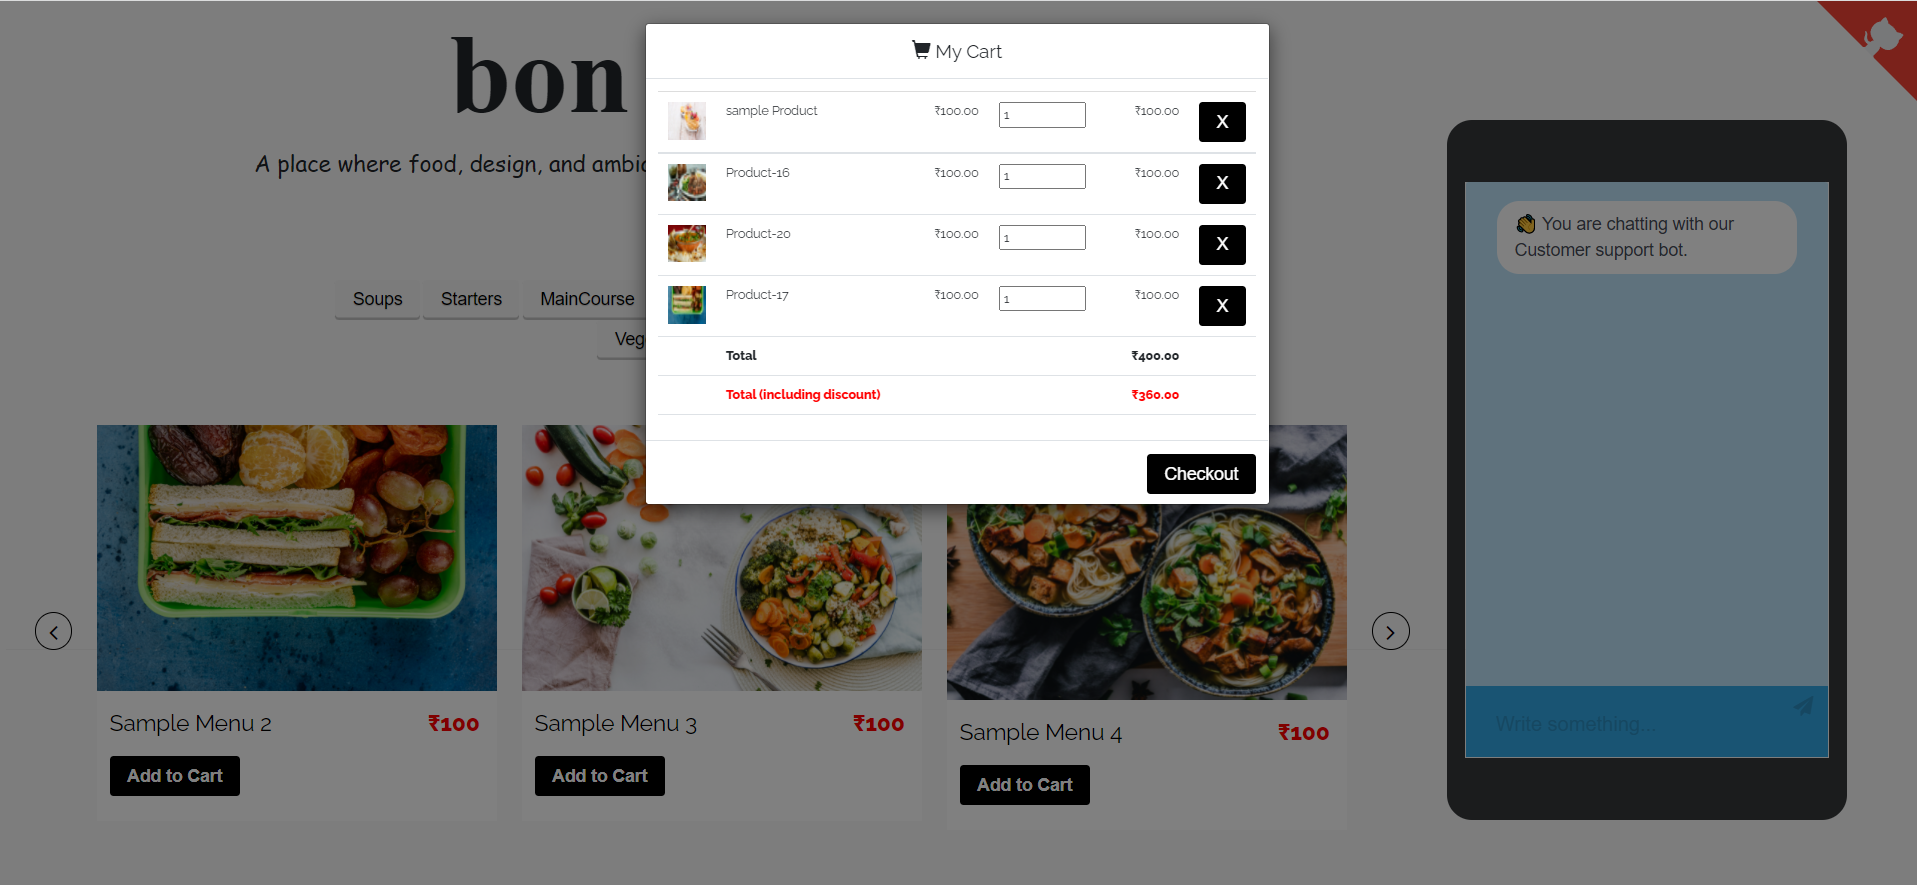 bon
A place where food, design, and ambi
Soups Starters MainCourse
Veg
My Cart
sample Product ₹100.00 1 ₹100.00 X
Product-16 ₹100.00 1 ₹100.00 X
Product-20 ₹100.00 1 ₹100.00 X
Product-17 ₹100.00 1 ₹100.00 X
Total ₹400.00
Total (including discount) ₹360.00
Checkout
Sample Menu 2 ₹100
Add to Cart
Sample Menu 3 ₹100
Add to Cart
Sample Menu 4 ₹100
Add to Cart
👏 You are chatting with our
Customer support bot.
Write something...